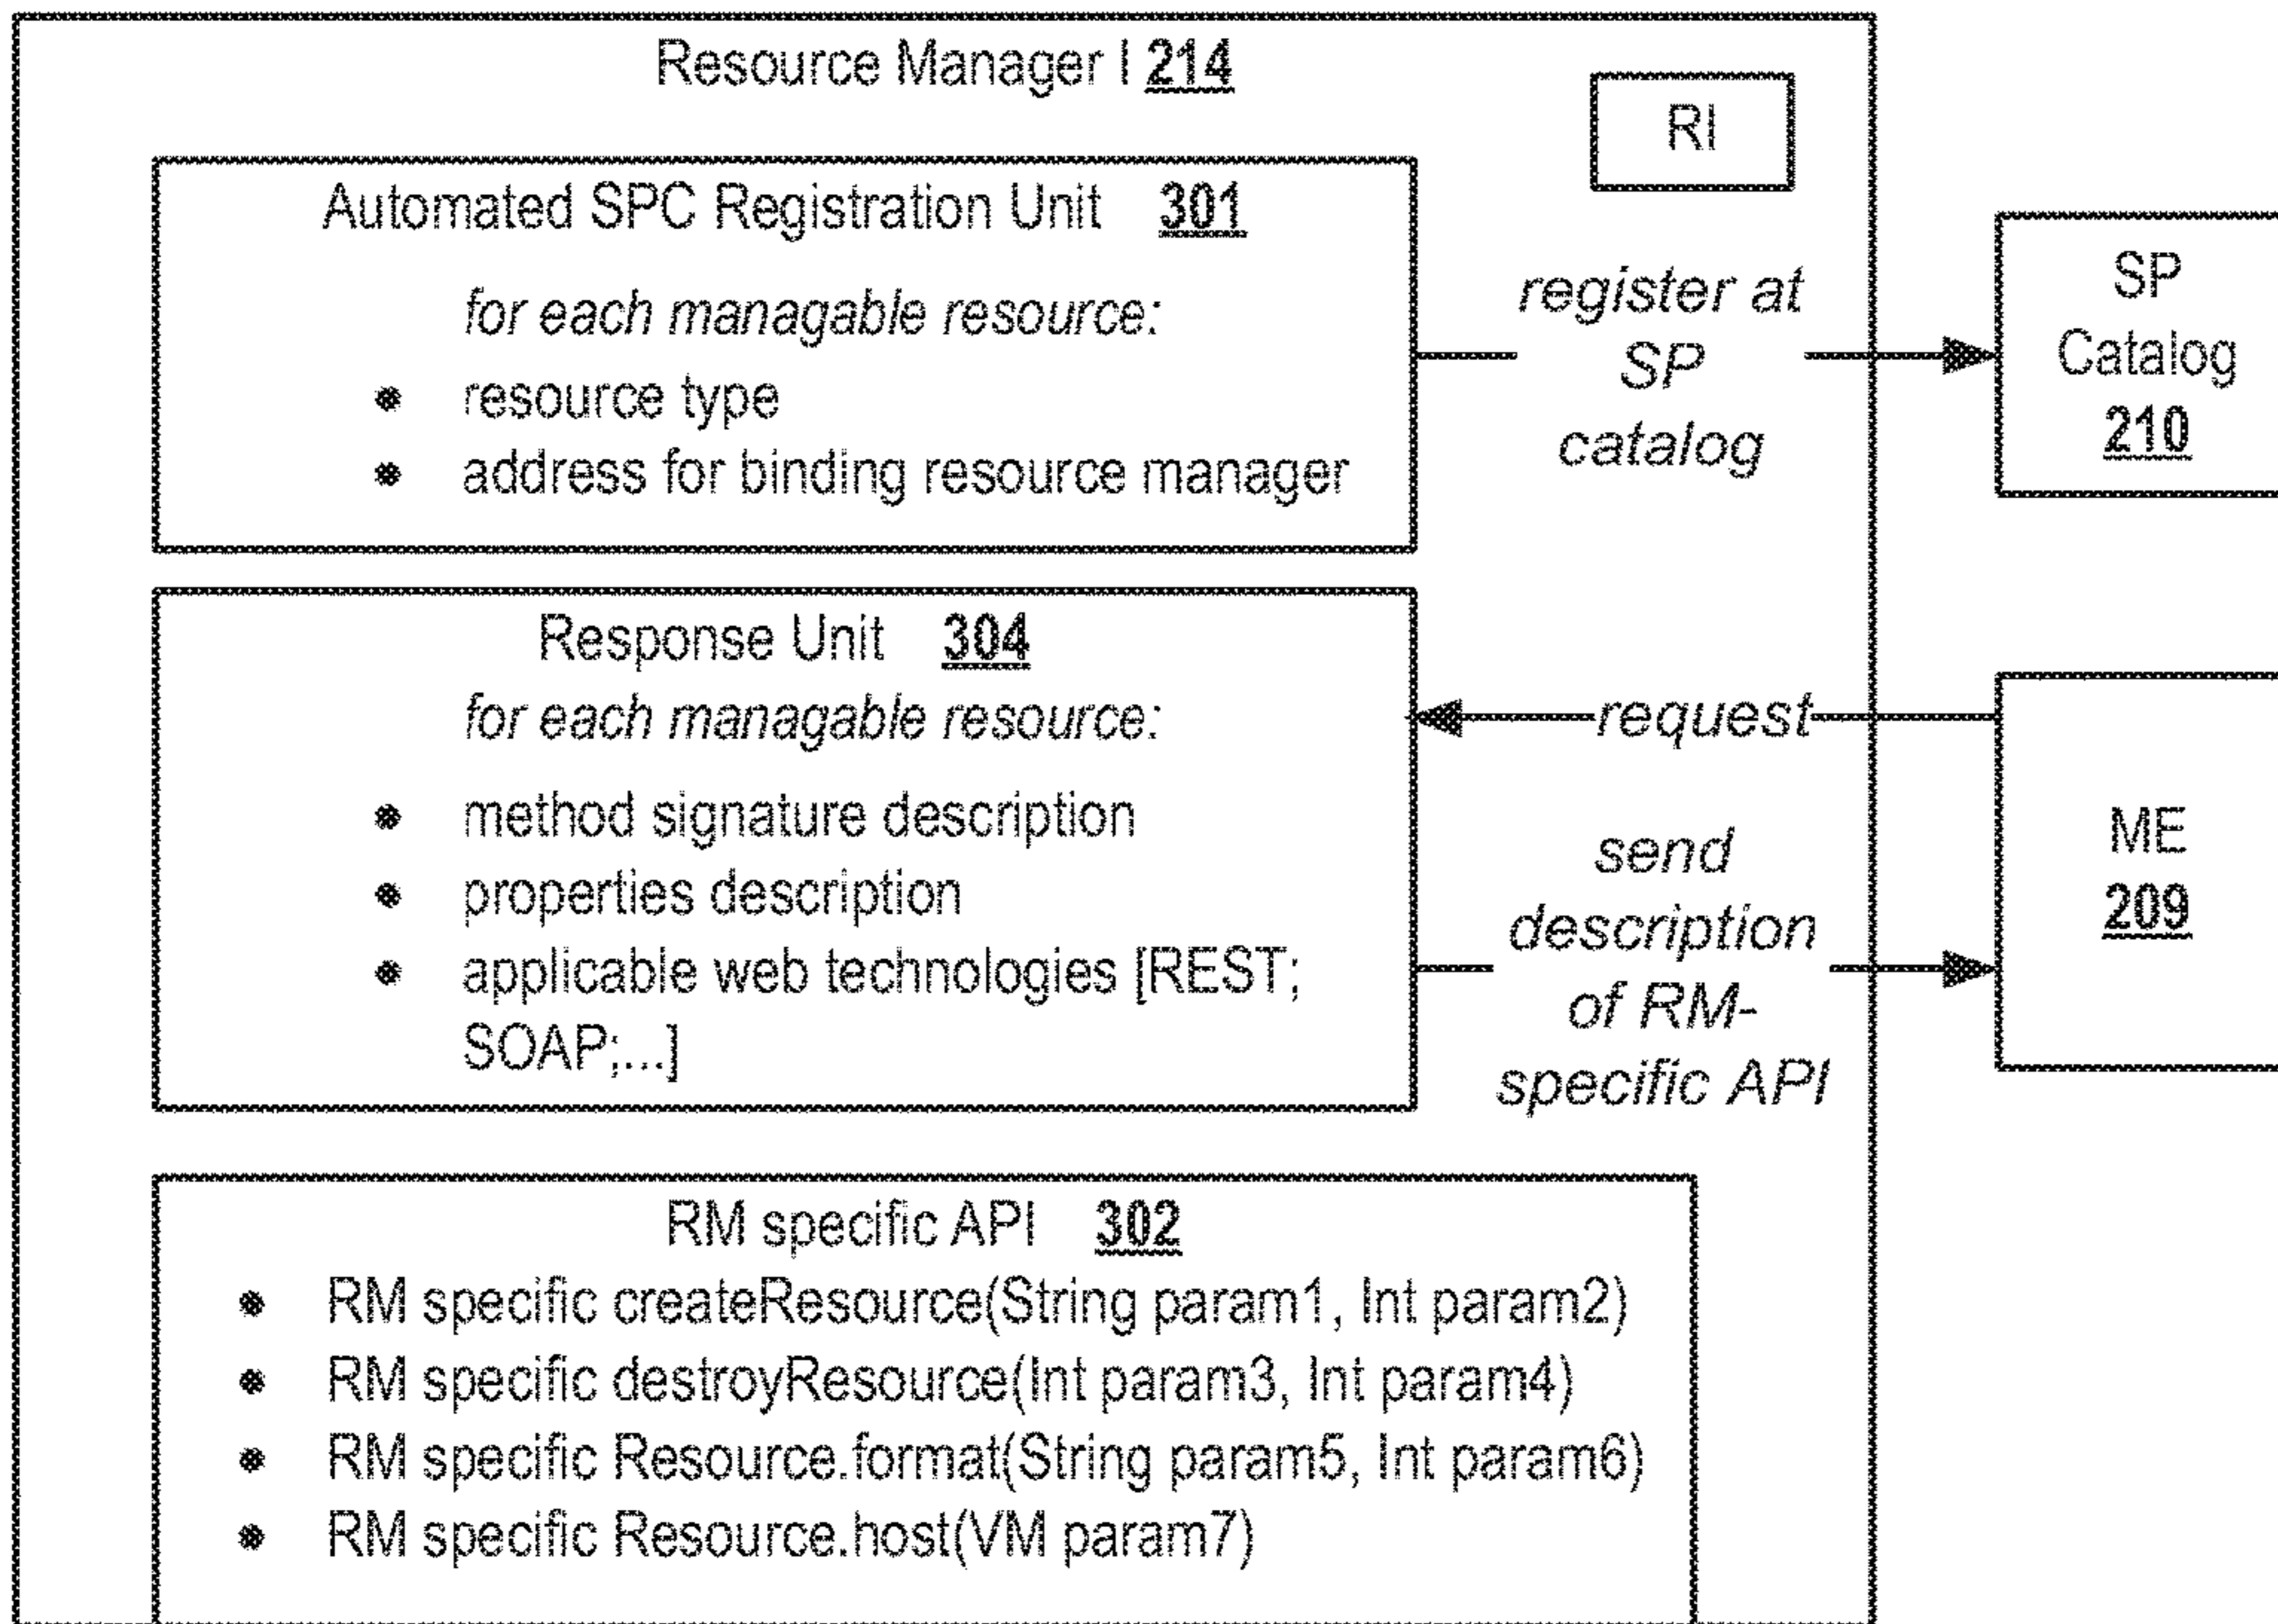 Resource Manager I 214
RI
Automated SPC Registration Unit 301
for each managable resource:
resource type
address for binding resource manager
register at
SP
catalog
SP
Catalog
210
Response Unit 304
for each managable resource:
method signature description
properties description
applicable web technologies [REST;
SOAP;...]
request
send
description
of RM-
specific API
ME
209
RM specific API 302
RM specific createResource(String param1, Int param2)
RM specific destroyResource(Int param3, Int param4)
RM specific Resource.format(String param5, Int param6)
RM specific Resource.host(VM param7)